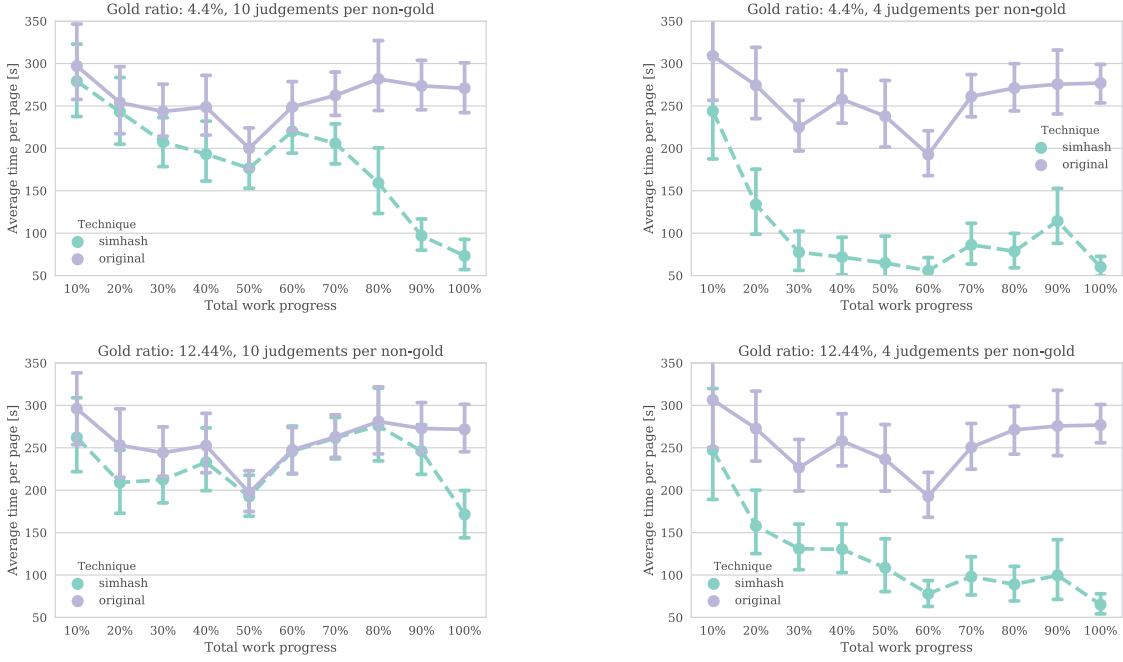 Gold ratio: 4.4%, 10 judgements per non-gold
350
300
250
200
150
100
50
Average time per page [s]
Technique
simhash
original
10% 20% 30% 40% 50% 60% 70% 80% 90% 100%
Total work progress
Gold ratio: 4.4%, 4 judgements per non-gold
350
300
250
200
150
100
50
Average time per page [s]
Technique
simhash
original
10% 20% 30% 40% 50% 60% 70% 80% 90% 100%
Total work progress
Gold ratio: 12.44%, 10 judgements per non-gold
350
300
250
200
150
100
50
Average time per page [s]
Technique
simhash
original
10% 20% 30% 40% 50% 60% 70% 80% 90% 100%
Total work progress
Gold ratio: 12.44%, 4 judgements per non-gold
350
300
250
200
150
100
50
Average time per page [s]
Technique
simhash
original
10% 20% 30% 40% 50% 60% 70% 80% 90% 100%
Total work progress